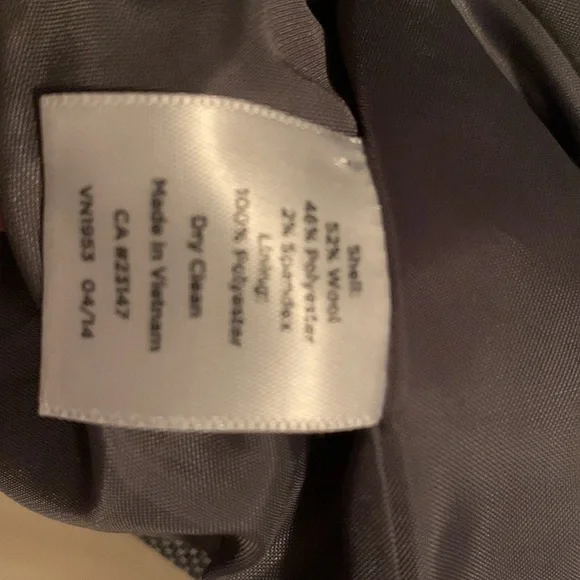 Shell:
52% Wool
46% Polyester
2% Spandex
Lining:
100% Polyester
Dry Clean
Made in Vietnam
CA #23147
VN1953 04/14